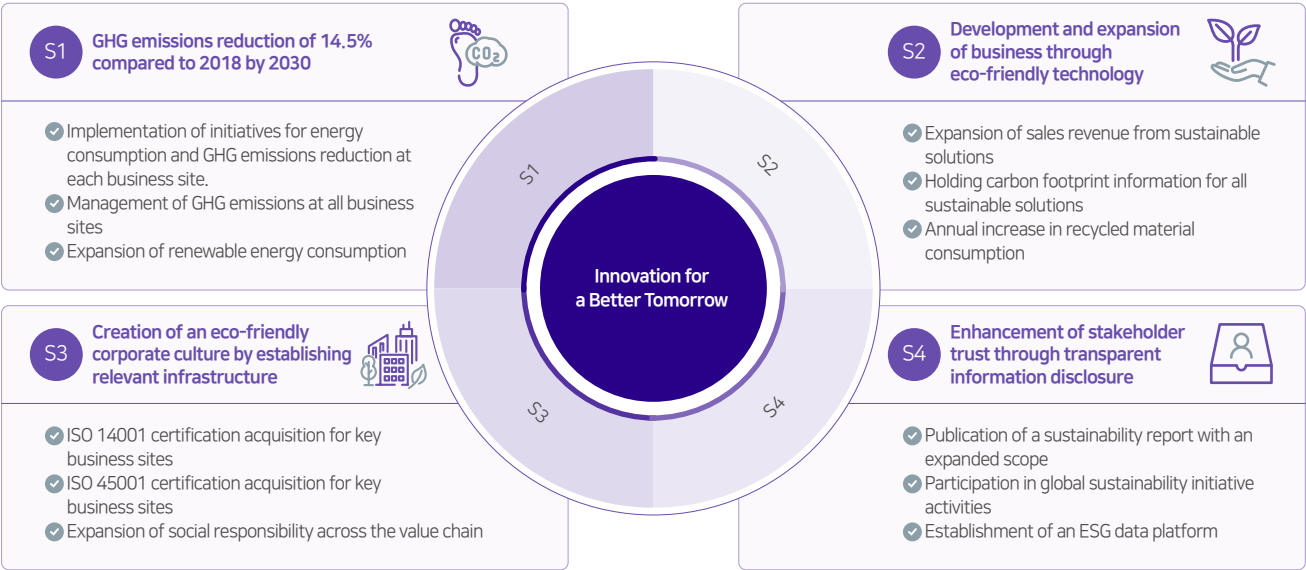 S1
GHG emissions reduction of 14.5%
compared to 2018 by 2030
CO2
Implementation of initiatives for energy
consumption and GHG emissions reduction at
each business site.
Management of GHG emissions at all business
sites
Expansion of renewable energy consumption
S2
Development and expansion
of business through
eco-friendly technology
Expansion of sales revenue from sustainable
solutions
Holding carbon footprint information for all
sustainable solutions
Annual increase in recycled material
consumption
S1
S2
Innovation for
a Better Tomorrow
S3
S4
S3
Creation of an eco-friendly
corporate culture by establishing
relevant infrastructure
ISO 14001 certification acquisition for key
business sites
ISO 45001 certification acquisition for key
business sites
Expansion of social responsibility across the value chain
S4
Enhancement of stakeholder
trust through transparent
information disclosure
Publication of a sustainability report with an
expanded scope
Participation in global sustainability initiative
activities
Establishment of an ESG data platform